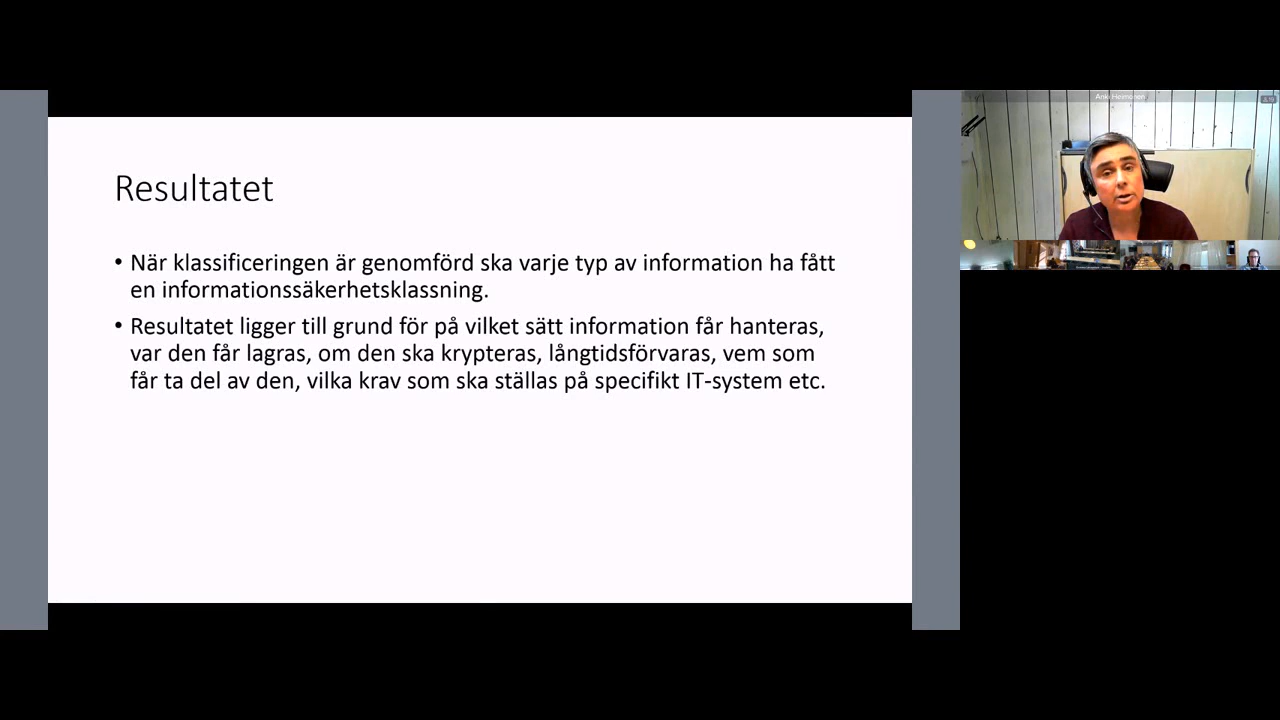 Resultatet
• När klassificeringen är genomförd ska varje typ av information ha fått
en informationssäkerhetsklassning.
• Resultatet ligger till grund för på vilket sätt information får hanteras,
var den får lagras, om den ska krypteras, långtidsförvaras, vem som
får ta del av den, vilka krav som ska ställas på specifikt IT-system etc.